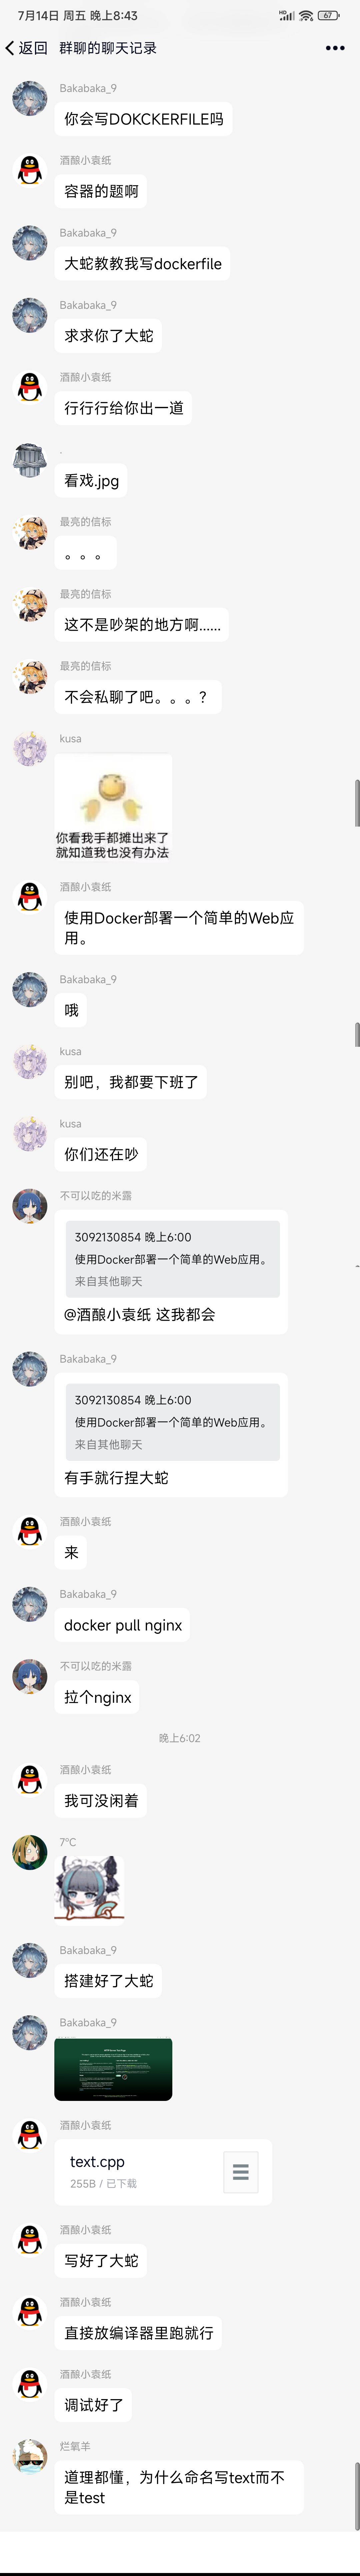 7月14日 周五 晚上8:43
HD
67
返回 群聊的聊天记录
Bakabaka_9
你会写DOKCKERFILE吗
酒酿小袁纸
容器的题啊
Bakabaka_9
大蛇教教我写dockerfile
Bakabaka_9
求求你了大蛇
酒酿小袁纸
行行行给你出一道
.
看戏.jpg
最亮的信标
。。。
最亮的信标
这不是吵架的地方啊......
最亮的信标
不会私聊了吧。。。？
kusa
你看我手都摊出来了
就知道我也没有办法
酒酿小袁纸
使用Docker部署一个简单的Web应
用。
Bakabaka_9
哦
kusa
别吧，我都要下班了
kusa
你们还在吵
不可以吃的米露
3092130854 晚上6:00
使用Docker部署一个简单的Web应用。
来自其他聊天
@酒酿小袁纸 这我都会
Bakabaka_9
3092130854 晚上6:00
使用Docker部署一个简单的Web应用。
来自其他聊天
有手就行捏大蛇
酒酿小袁纸
来
Bakabaka_9
docker pull nginx
不可以吃的米露
拉个nginx
晚上6:02
酒酿小袁纸
我可没闲着
7°C
Bakabaka_9
搭建好了大蛇
Bakabaka_9
酒酿小袁纸
text.cpp
255B / 已下载
酒酿小袁纸
写好了大蛇
酒酿小袁纸
直接放编译器里跑就行
酒酿小袁纸
调试好了
烂氧羊
道理都懂，为什么命名写text而不
是test